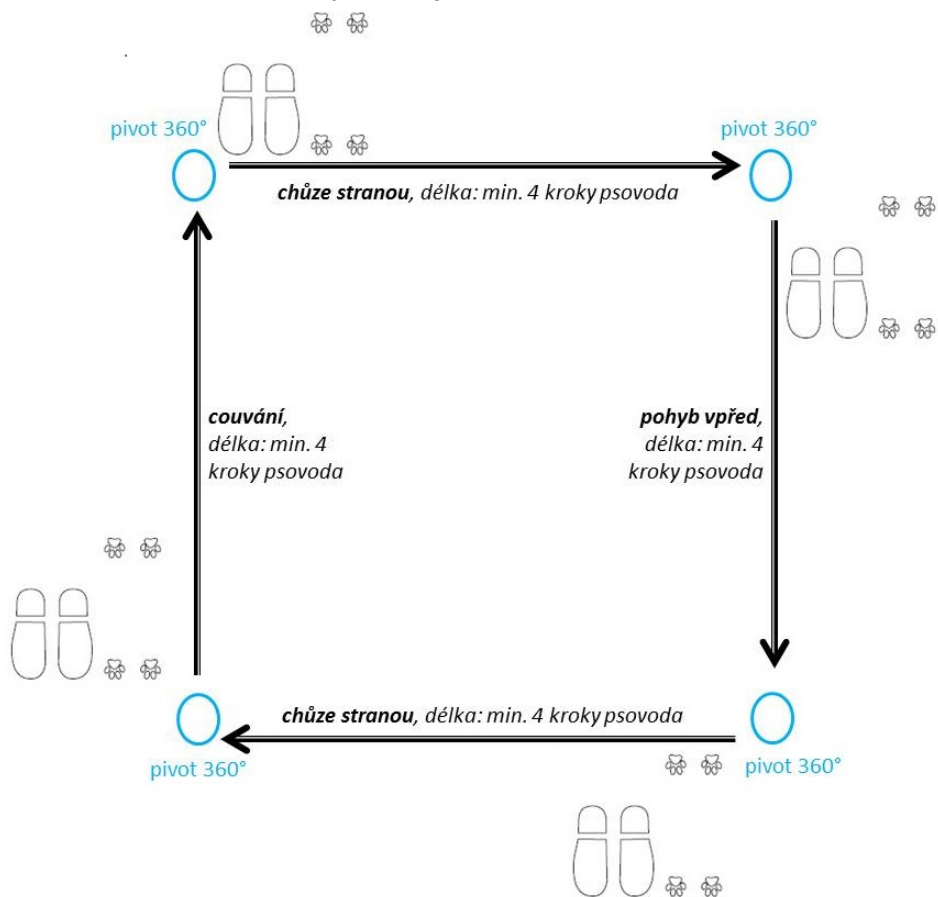 pivot 360°
pivot 360°
chůze stranou, délka: min. 4 kroky psovoda
couvání,
délka: min. 4
kroky psovoda
pohyb vpřed,
délka: min. 4
kroky psovoda
chůze stranou, délka: min. 4 kroky psovoda
pivot 360°
pivot 360°